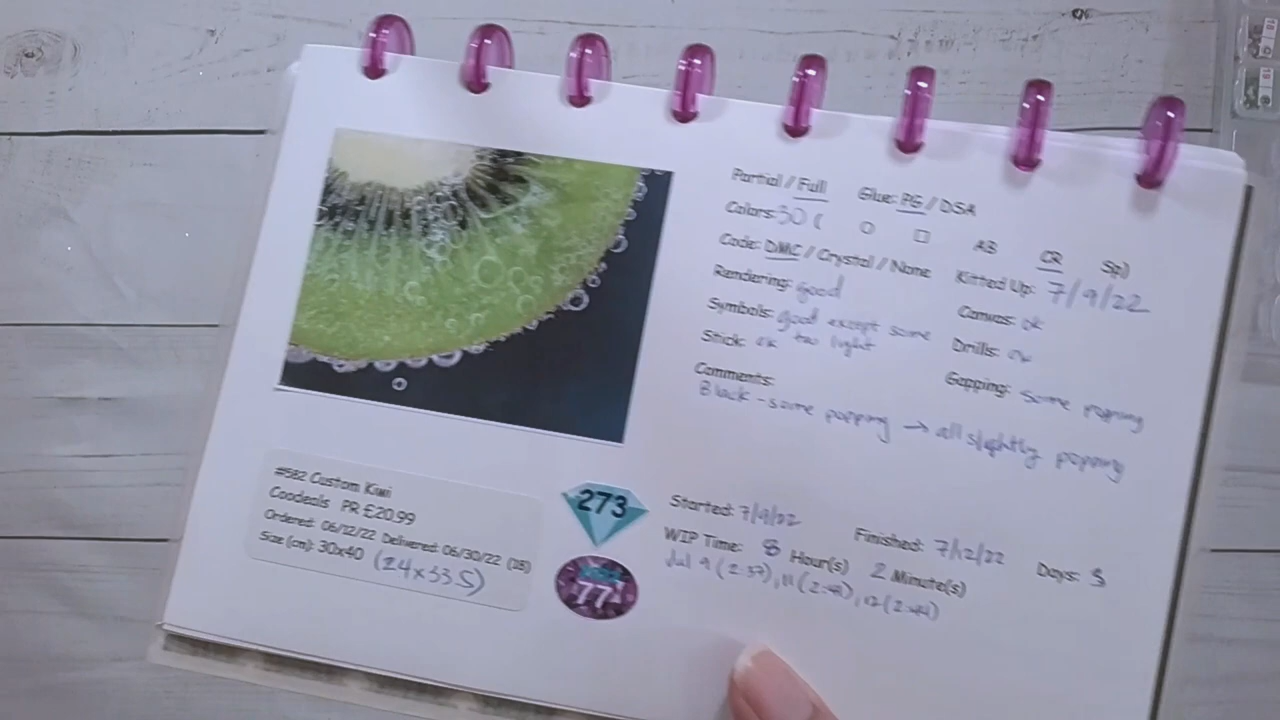 Partial / Full Glue: PG / DSA
Colors: 30 ( AB CR Spl
Code: DMC / Crystal / None Kitted Up: 7/9/22
Rendering: good Canvas: ok
Symbols: good except some too light Drills: ok
Stick: ok Gapping: some popping
Comments:
Black - some popping → all slightly popping
#582 Custom Kiwi
Coodeals PR £20.99
Ordered: 06/12/22 Delivered: 06/30/22 (18)
Size (cm): 30x40 (24x33.5)
273
77
Started: 7/9/22 Finished: 7/12/22 Days: 3
WIP Time: 8 Hour(s) 2 Minute(s)
Jul 9 (2:37), 11 (2:41), 12 (2:44)